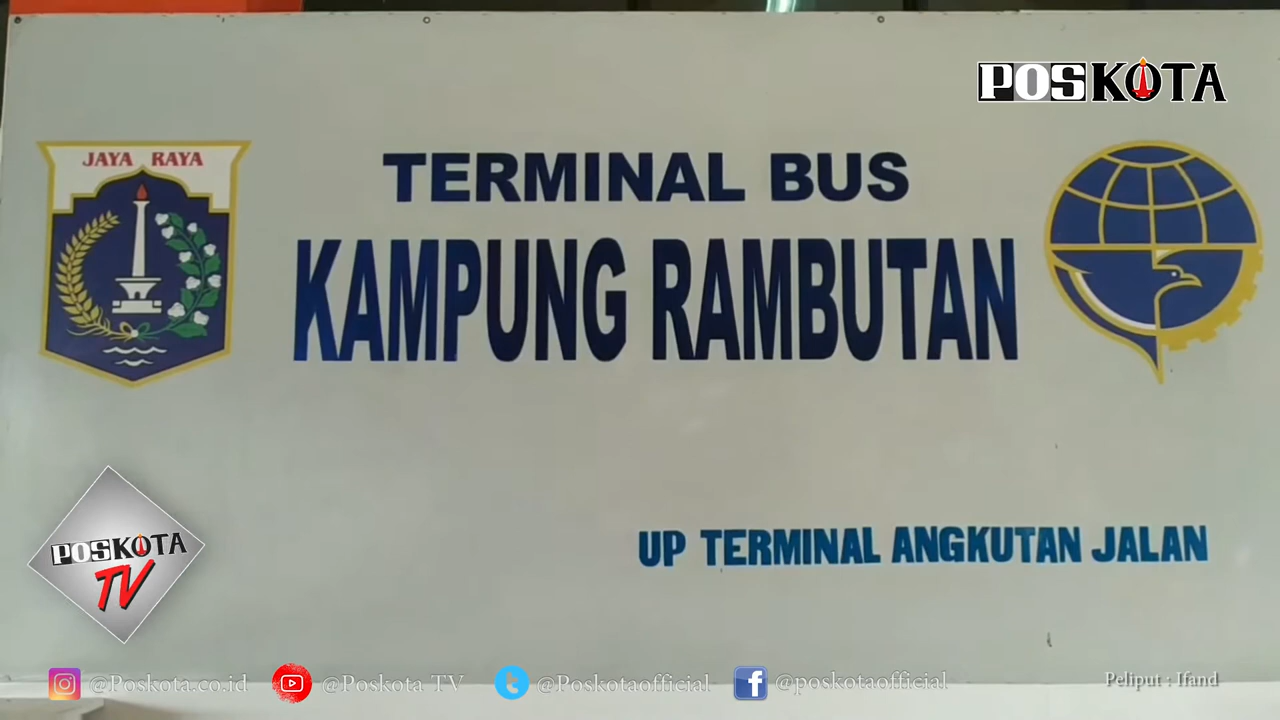 POSKOTA
JAYA RAYA
TERMINAL BUS
KAMPUNG RAMBUTAN
UP TERMINAL ANGKUTAN JALAN
POSKOTA
TV
@Poskota.co.id @Poskota TV @Poskotaofficial @poskotaofficial Peliput : Ifand